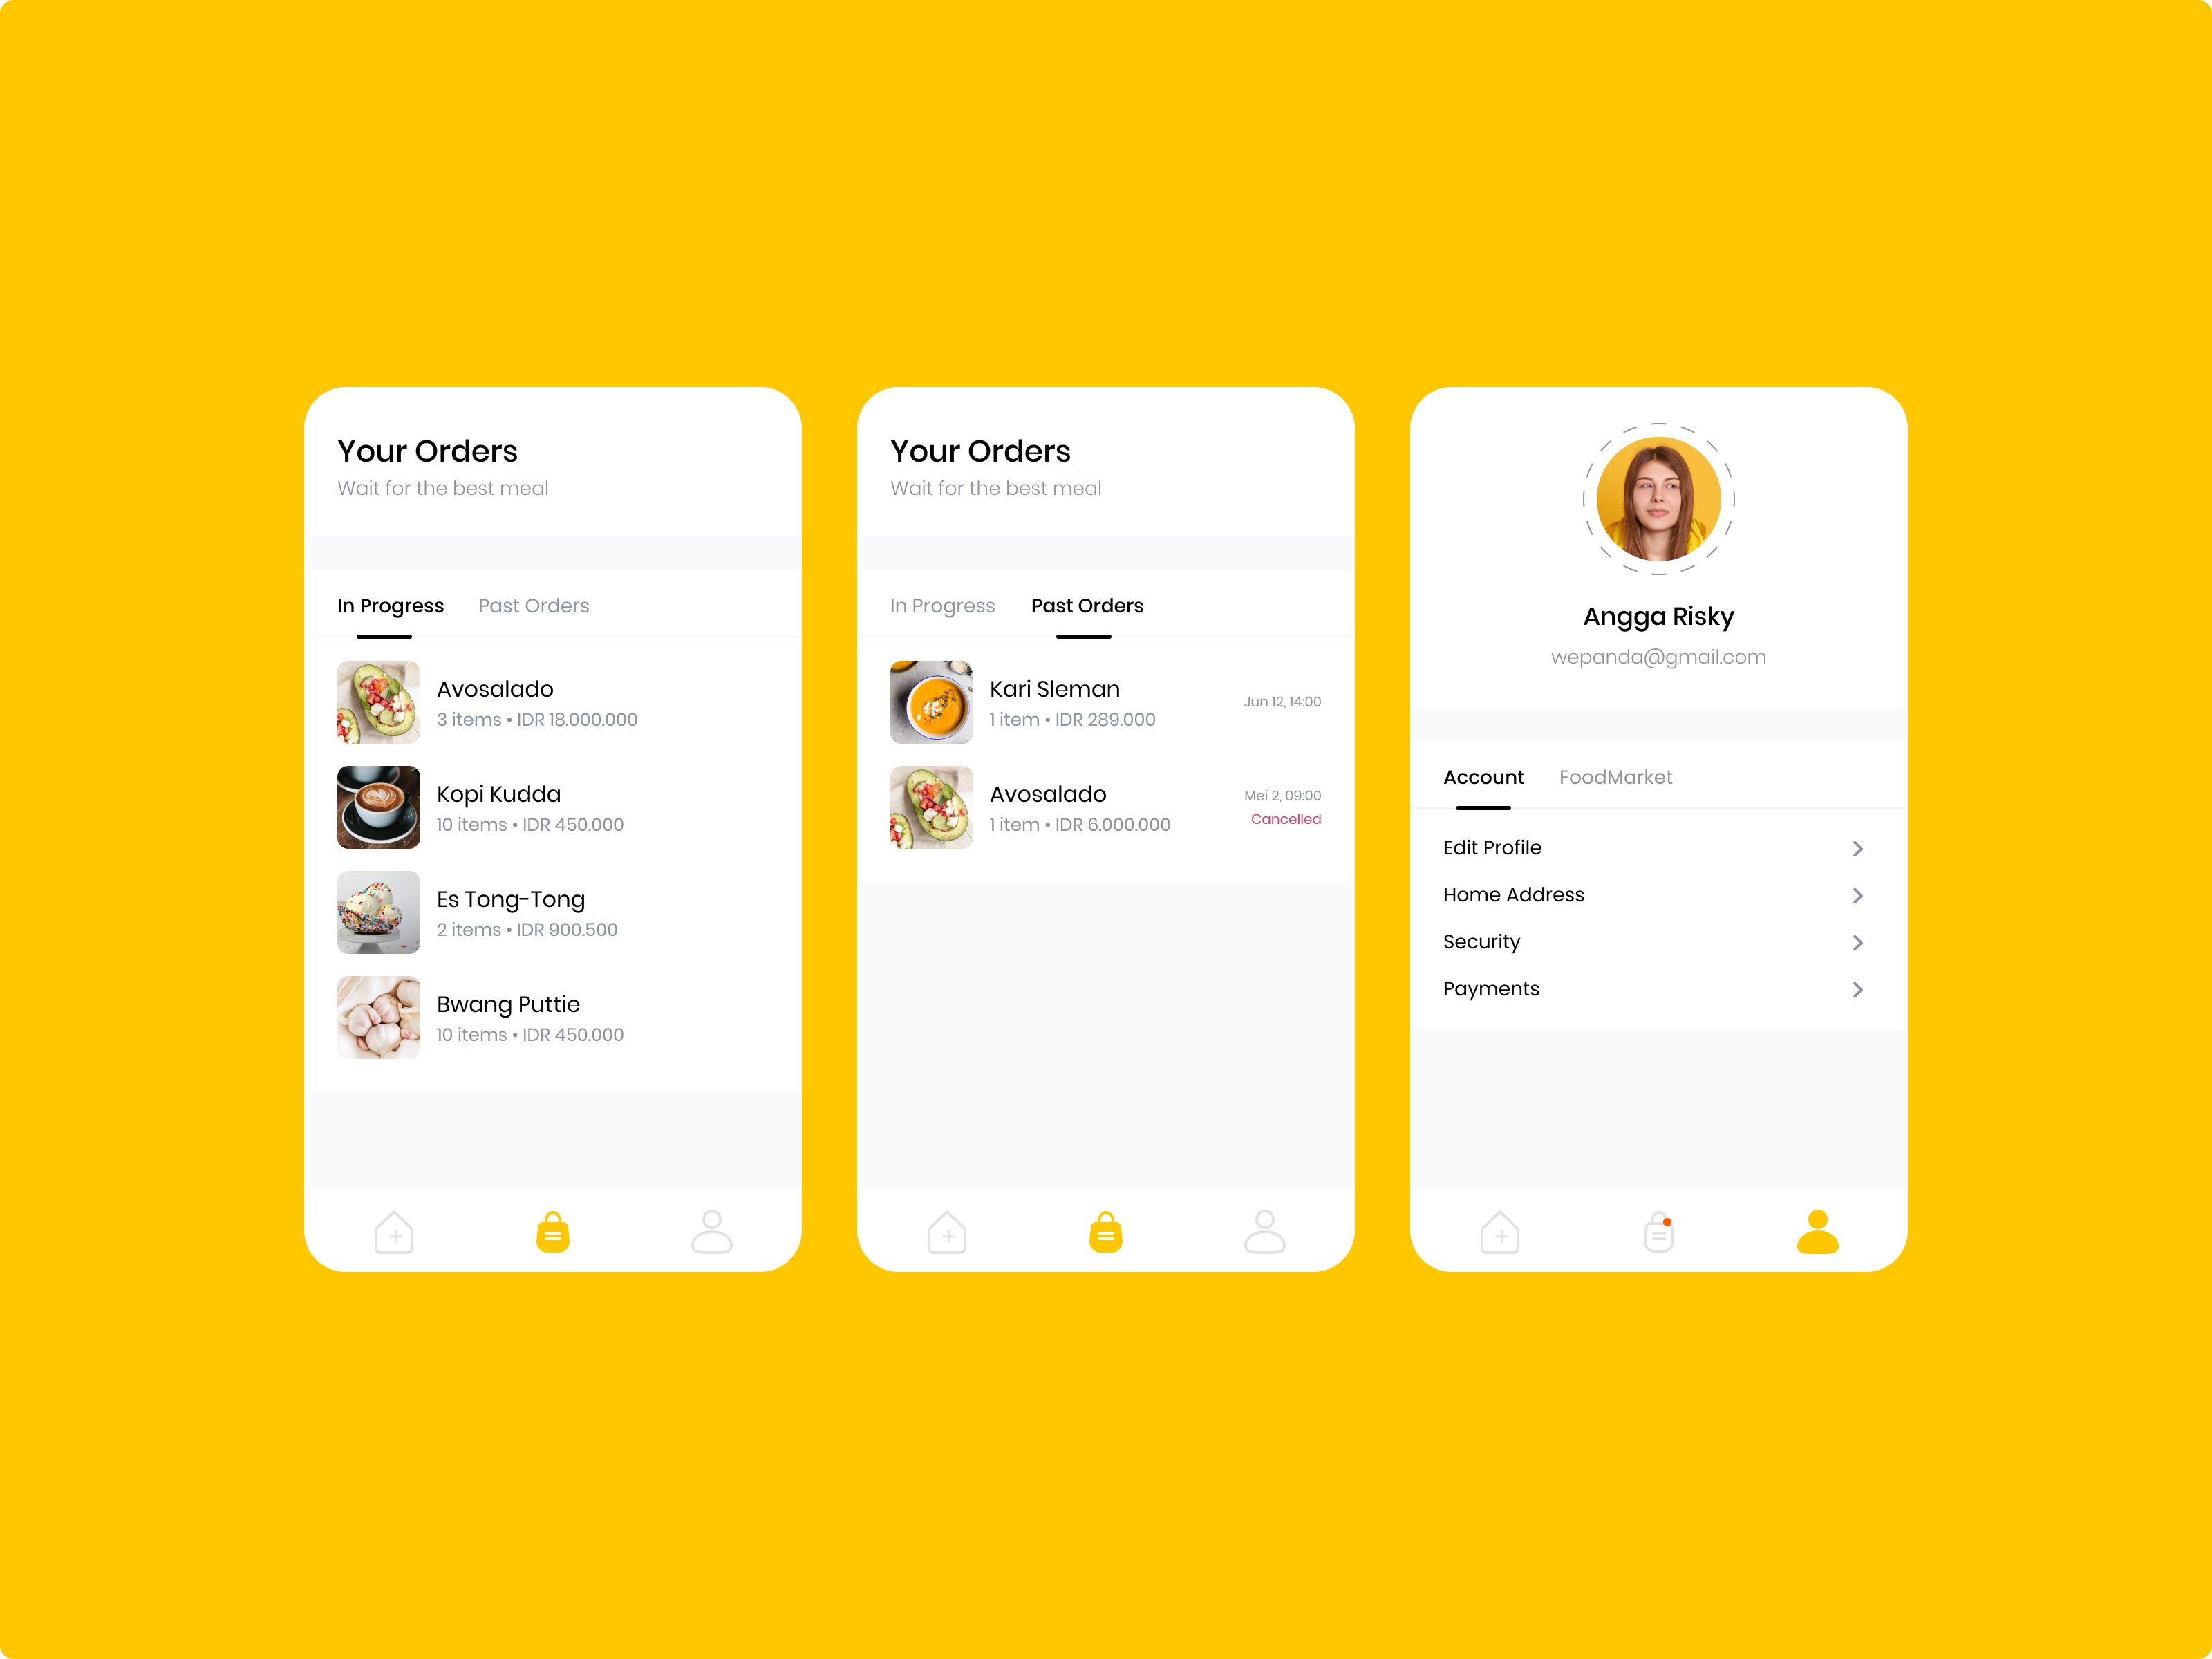 Your Orders
Wait for the best meal
In Progress Past Orders
Avosalado
3 items • IDR 18.000.000
Kopi Kudda
10 items • IDR 450.000
Es Tong-Tong
2 items • IDR 900.500
Bwang Puttie
10 items • IDR 450.000
Your Orders
Wait for the best meal
In Progress Past Orders
Kari Sleman
1 item • IDR 289.000
Jun 12, 14:00
Avosalado
1 item • IDR 6.000.000
Mei 2, 09:00
Cancelled
Angga Risky
wepanda@gmail.com
Account FoodMarket
Edit Profile
Home Address
Security
Payments